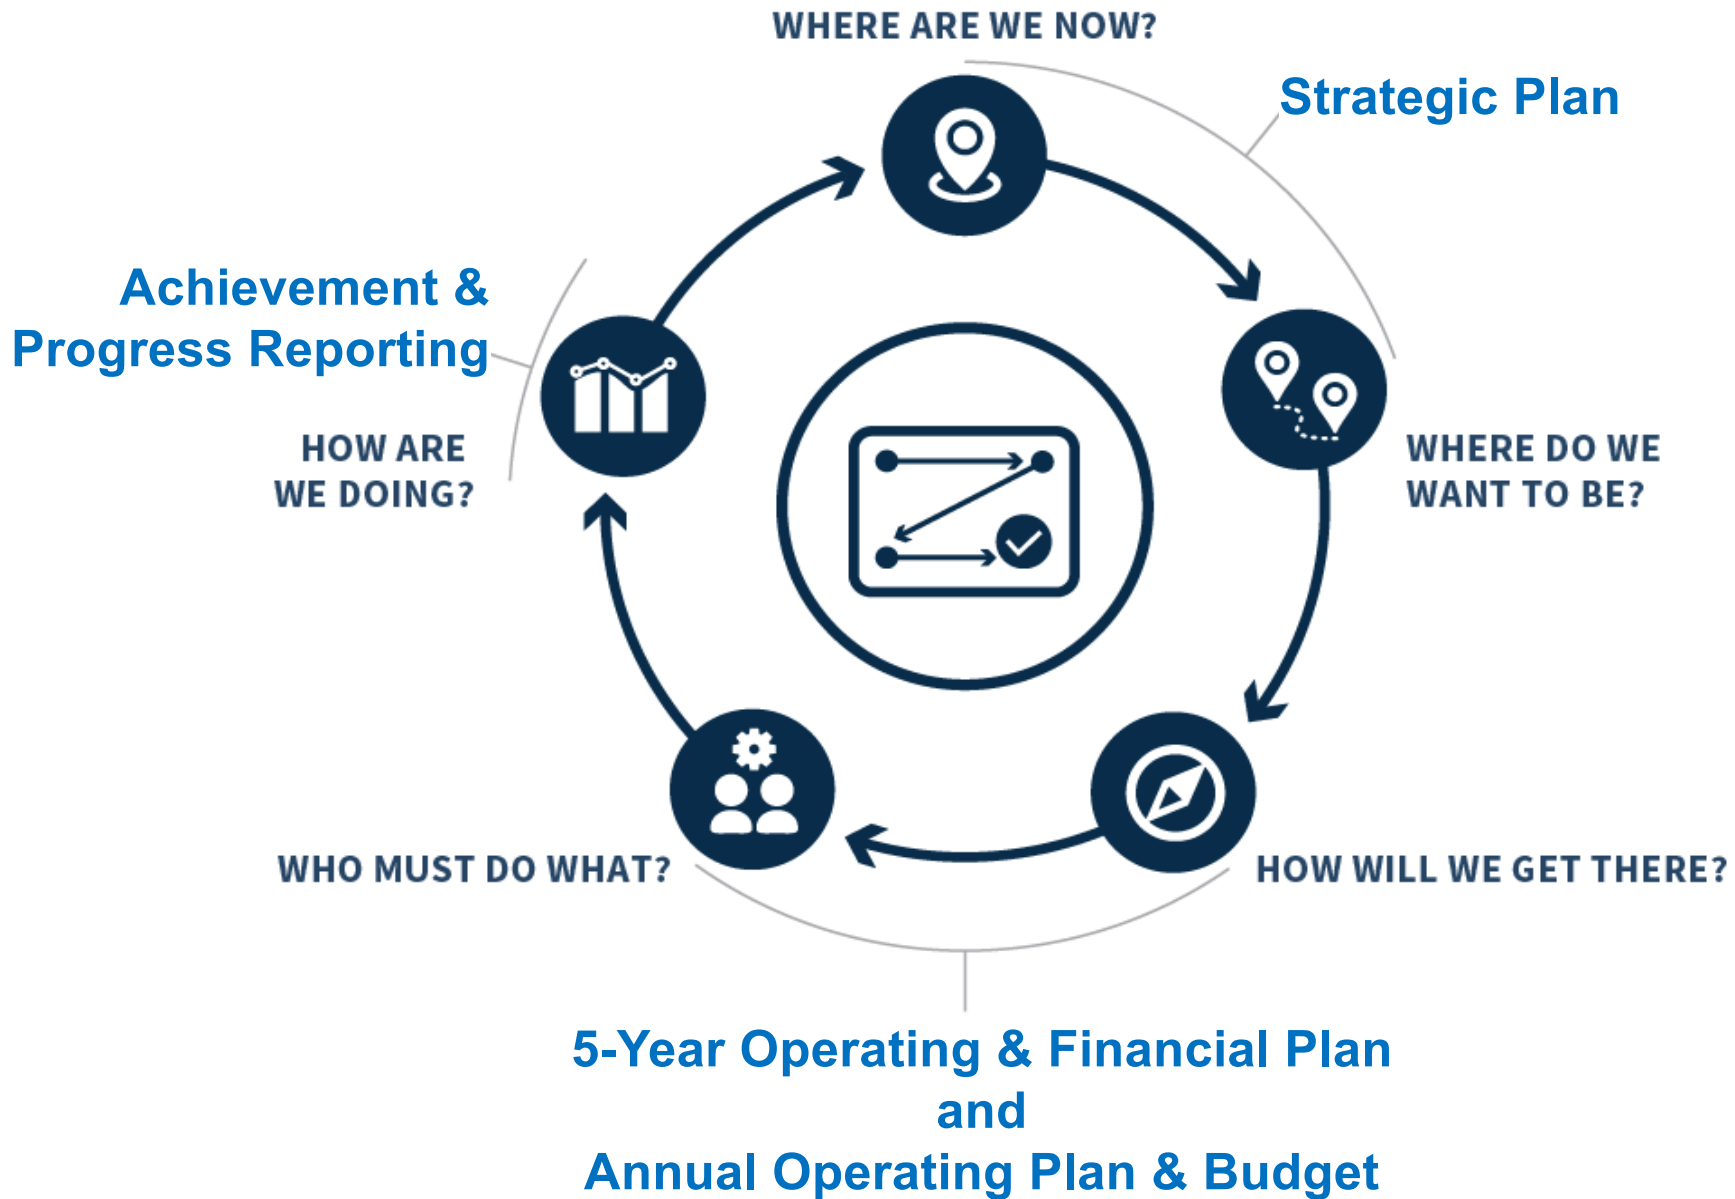 WHERE ARE WE NOW?
Strategic Plan
Achievement &
Progress Reporting
HOW ARE
WE DOING?
WHERE DO WE
WANT TO BE?
WHO MUST DO WHAT?
HOW WILL WE GET THERE?
5-Year Operating & Financial Plan
and
Annual Operating Plan & Budget